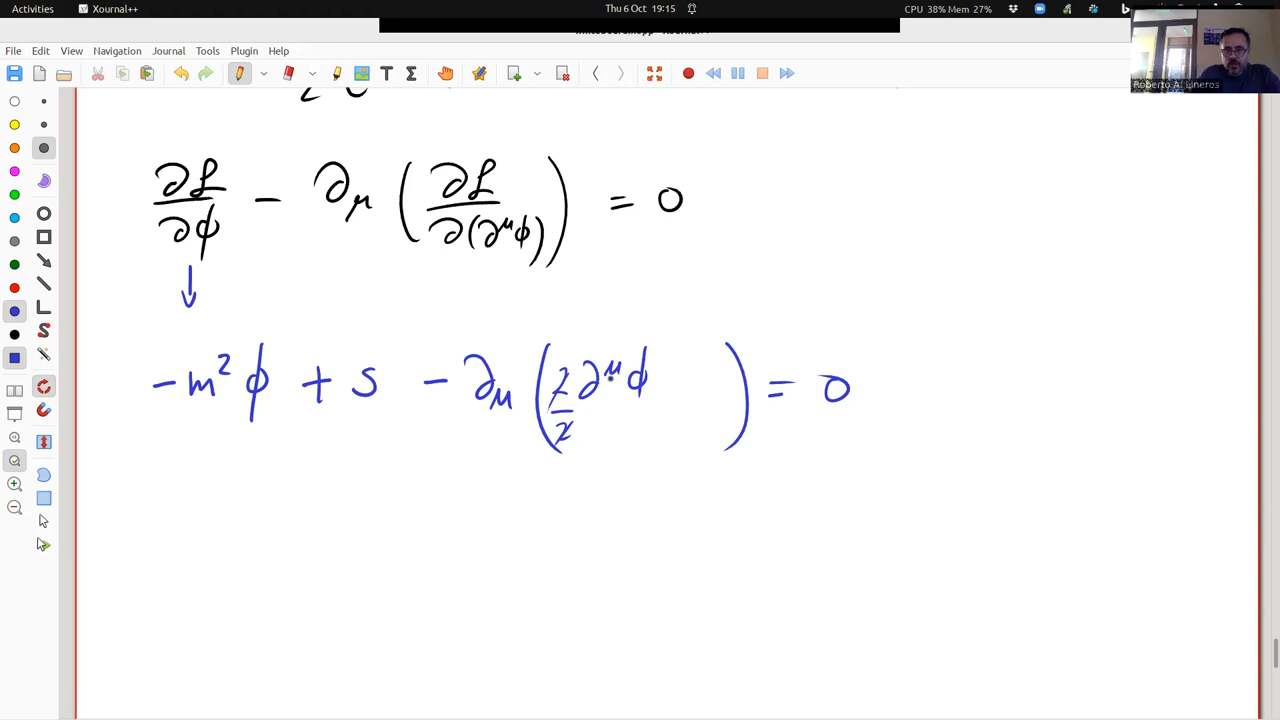 Activities Xournal++ Thu 6 Oct 19:15 CPU 38% Mem 27%
File Edit View Navigation Journal Tools Plugin Help
Roberto A. Lineros
∂ℒ/∂ϕ − ∂_μ (∂ℒ/∂(∂^μ ϕ)) = 0
↓
−m² ϕ + S − ∂_μ (2/2 ∂^μ ϕ) = 0